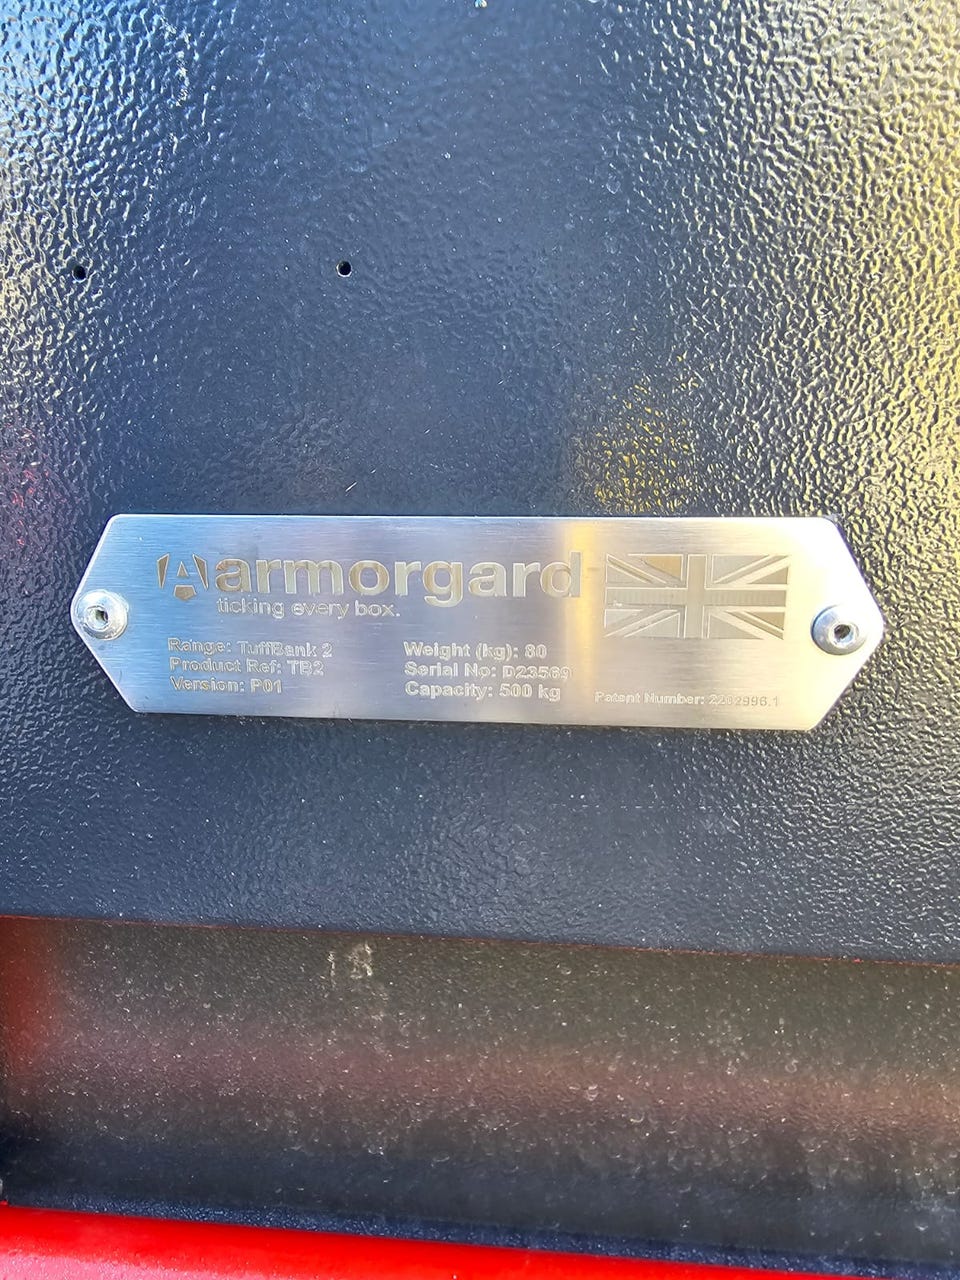 armorgard
ticking every box.
Range: TuffBank 2
Product Ref: TB2
Version: P01
Weight (kg): 80
Serial No: D23569
Capacity: 500 kg
Patent Number: 2202996.1